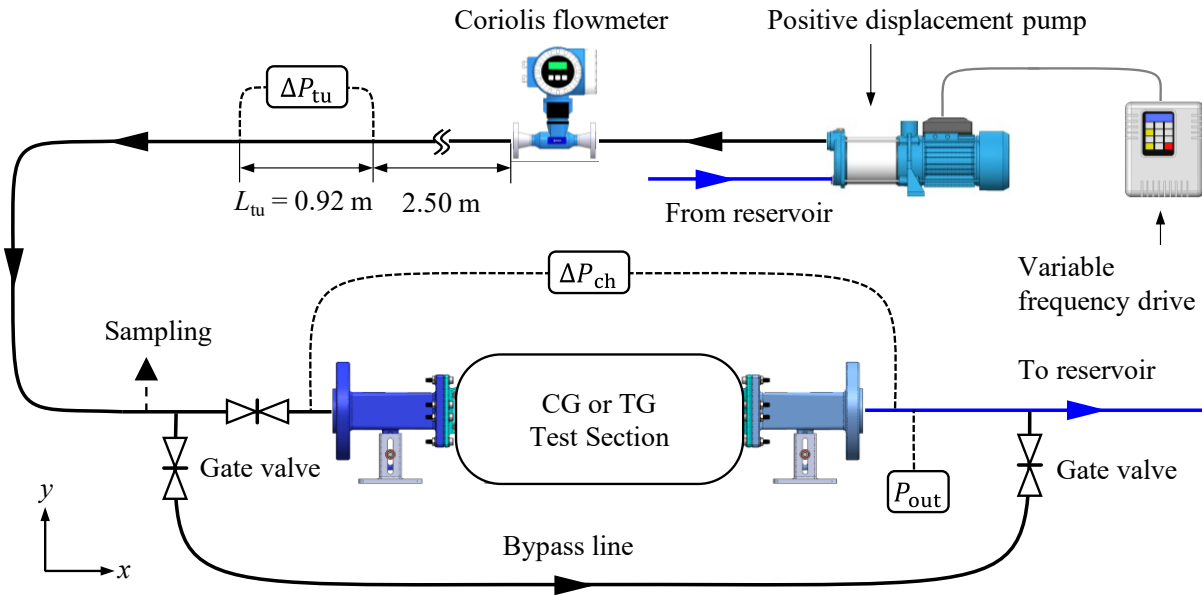 Coriolis flowmeter
Positive displacement pump
ΔP_tu
L_tu = 0.92 m
2.50 m
From reservoir
Variable
frequency drive
ΔP_ch
Sampling
To reservoir
CG or TG
Test Section
Gate valve
P_out
Gate valve
y
x
Bypass line